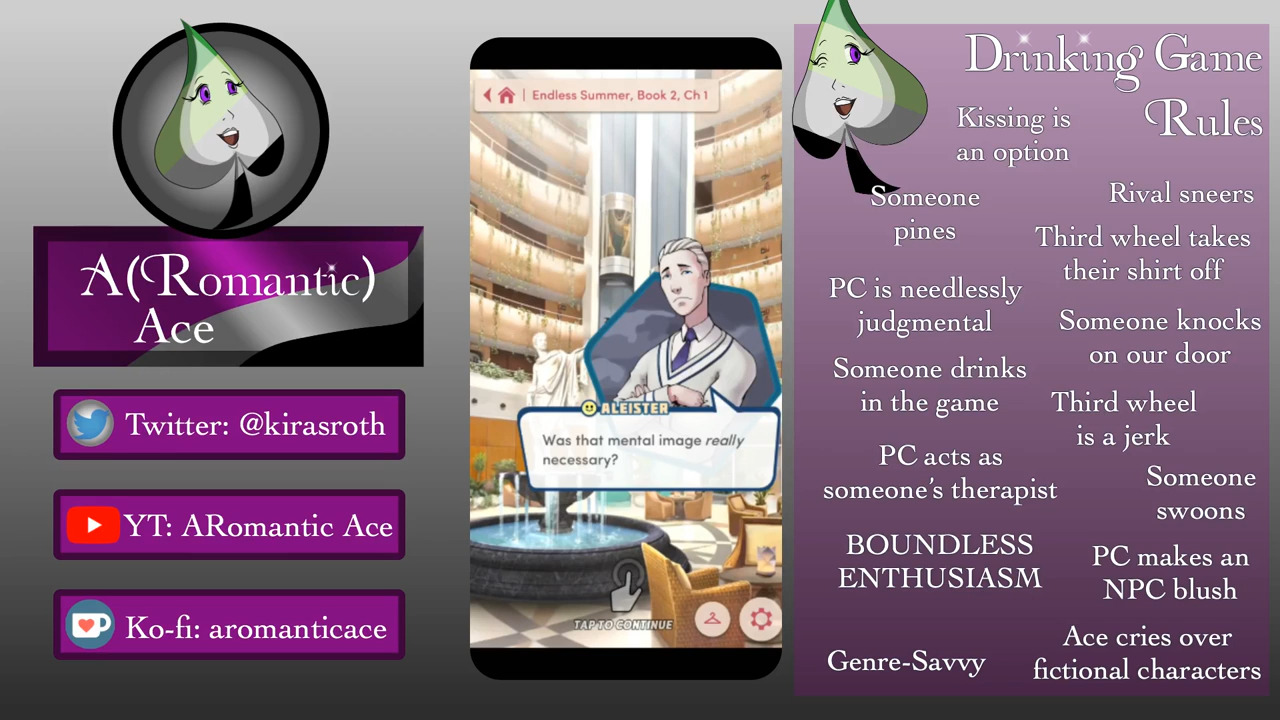 A(Romantic)
Ace
Twitter: @kirasroth
YT: ARomantic Ace
Ko-fi: aromanticace
Endless Summer, Book 2, Ch 1
ALEISTER
Was that mental image really
necessary?
TAP TO CONTINUE
Drinking Game
Rules
Kissing is
an option
Someone
pines
Rival sneers
Third wheel takes
their shirt off
PC is needlessly
judgmental
Someone knocks
on our door
Someone drinks
in the game
Third wheel
is a jerk
PC acts as
someone's therapist
Someone
swoons
BOUNDLESS
ENTHUSIASM
PC makes an
NPC blush
Genre-Savvy
Ace cries over
fictional characters